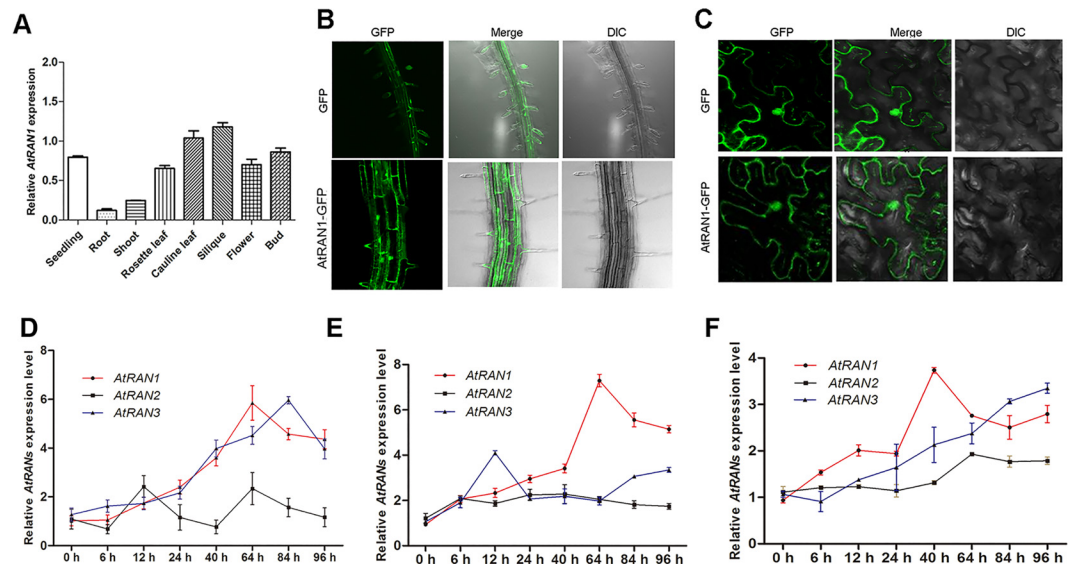 A
Relative AtRAN1 expression
2.0
1.5
1.0
0.5
0.0
Seedling
Root
Shoot
Rosette leaf
Cauline leaf
Silique
Flower
Bud
B
GFP Merge DIC
GFP
AtRAN1-GFP
C
GFP Merge DIC
GFP
AtRAN1-GFP
D
Relative AtRANs expression level
8
6
4
2
0
AtRAN1
AtRAN2
AtRAN3
0 h 6 h 12 h 24 h 40 h 64 h 84 h 96 h
E
Relative AtRANs expression level
8
6
4
2
0
AtRAN1
AtRAN2
AtRAN3
0 h 6 h 12 h 24 h 40 h 64 h 84 h 96 h
F
Relative AtRANs expression level
4
3
2
1
0
AtRAN1
AtRAN2
AtRAN3
0 h 6 h 12 h 24 h 40 h 64 h 84 h 96 h